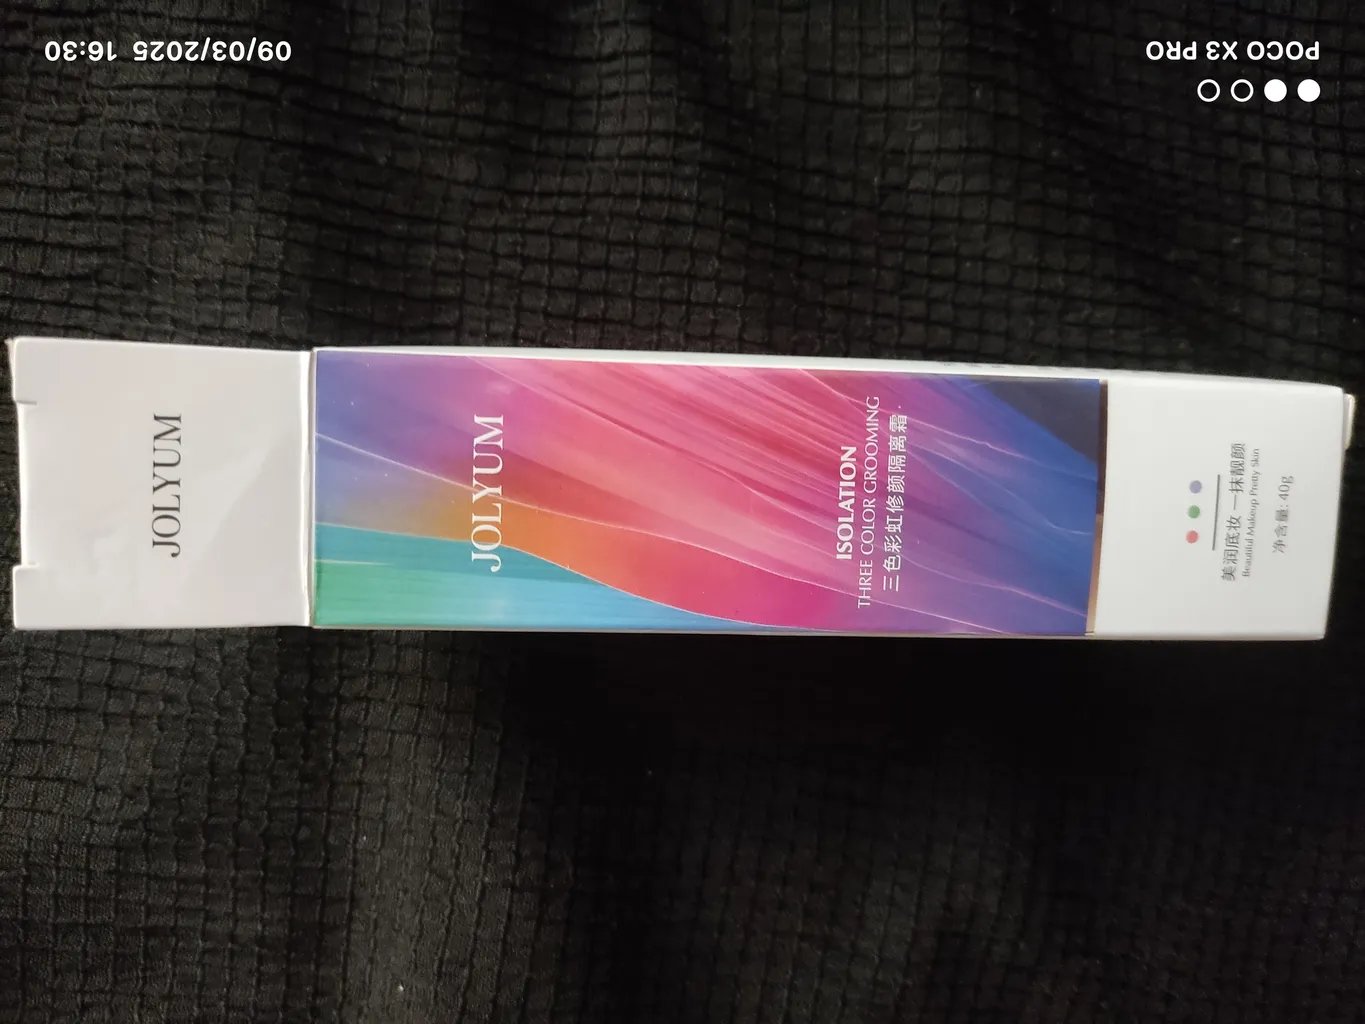 JOLYUM
JOLYUM
ISOLATION
THREE COLOR GROOMING
三色彩虹修颜隔离霜
美润底妆 一抹靓颜
Beautiful Makeup Pretty Skin
净含量: 40g
POCO X3 PRO
09/03/2025 16:30